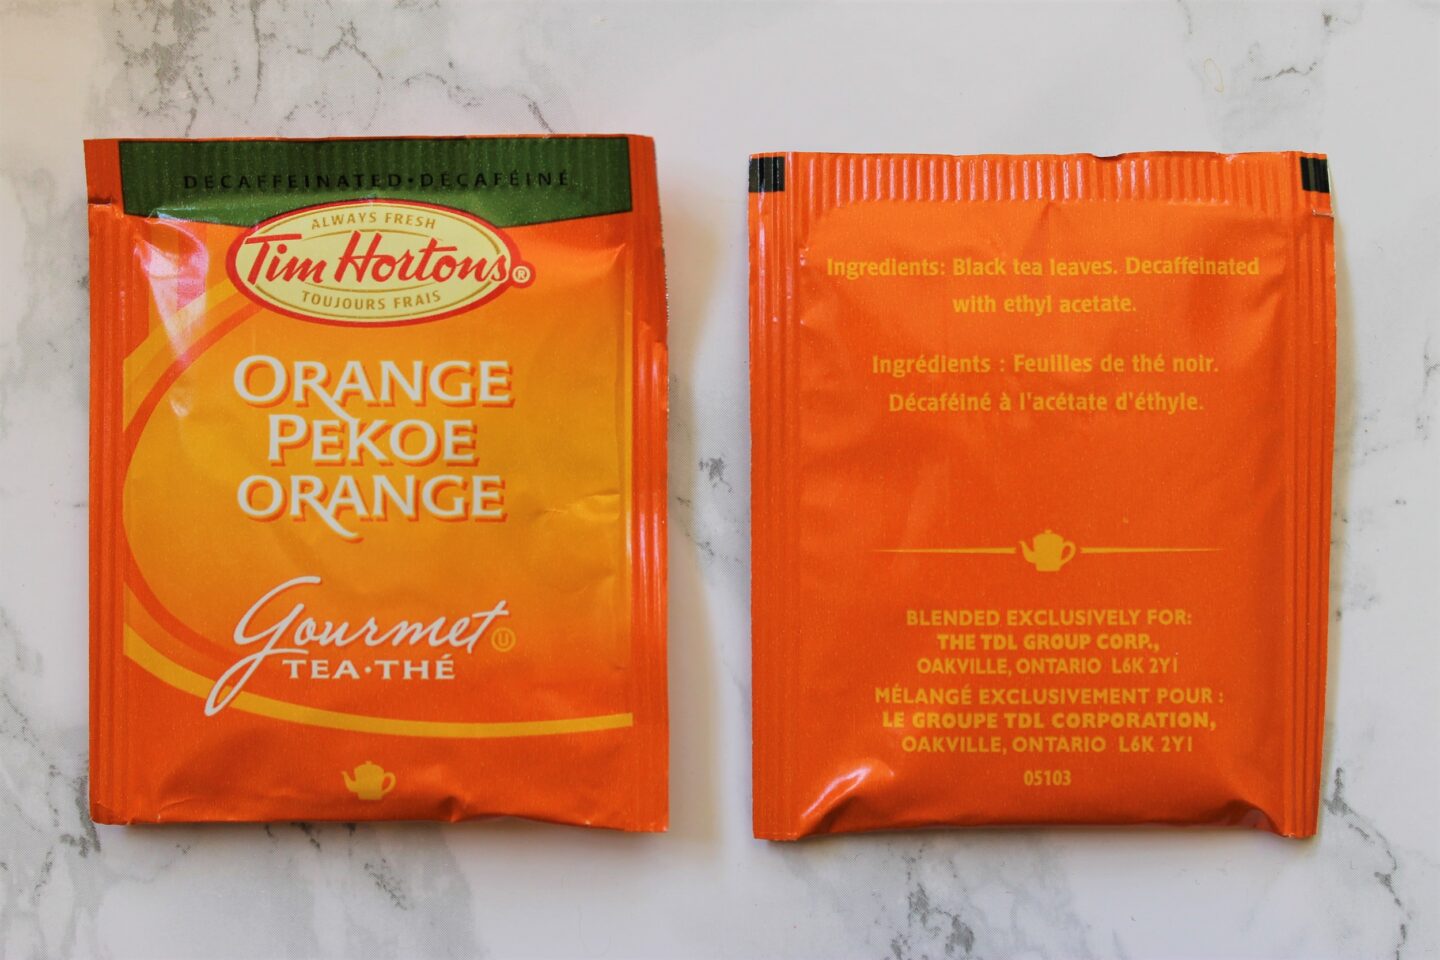 DECAFFEINATED•DÉCAFÉINÉ
ALWAYS FRESH
Tim Hortons®
TOUJOURS FRAIS
ORANGE
PEKOE
ORANGE
Gourmet U
TEA•THÉ
Ingredients: Black tea leaves. Decaffeinated
with ethyl acetate.
Ingrédients : Feuilles de thé noir.
Décaféiné à l'acétate d'éthyle.
BLENDED EXCLUSIVELY FOR:
THE TDL GROUP CORP.,
OAKVILLE, ONTARIO L6K 2Y1
MÉLANGÉ EXCLUSIVEMENT POUR :
LE GROUPE TDL CORPORATION,
OAKVILLE, ONTARIO L6K 2Y1
05103